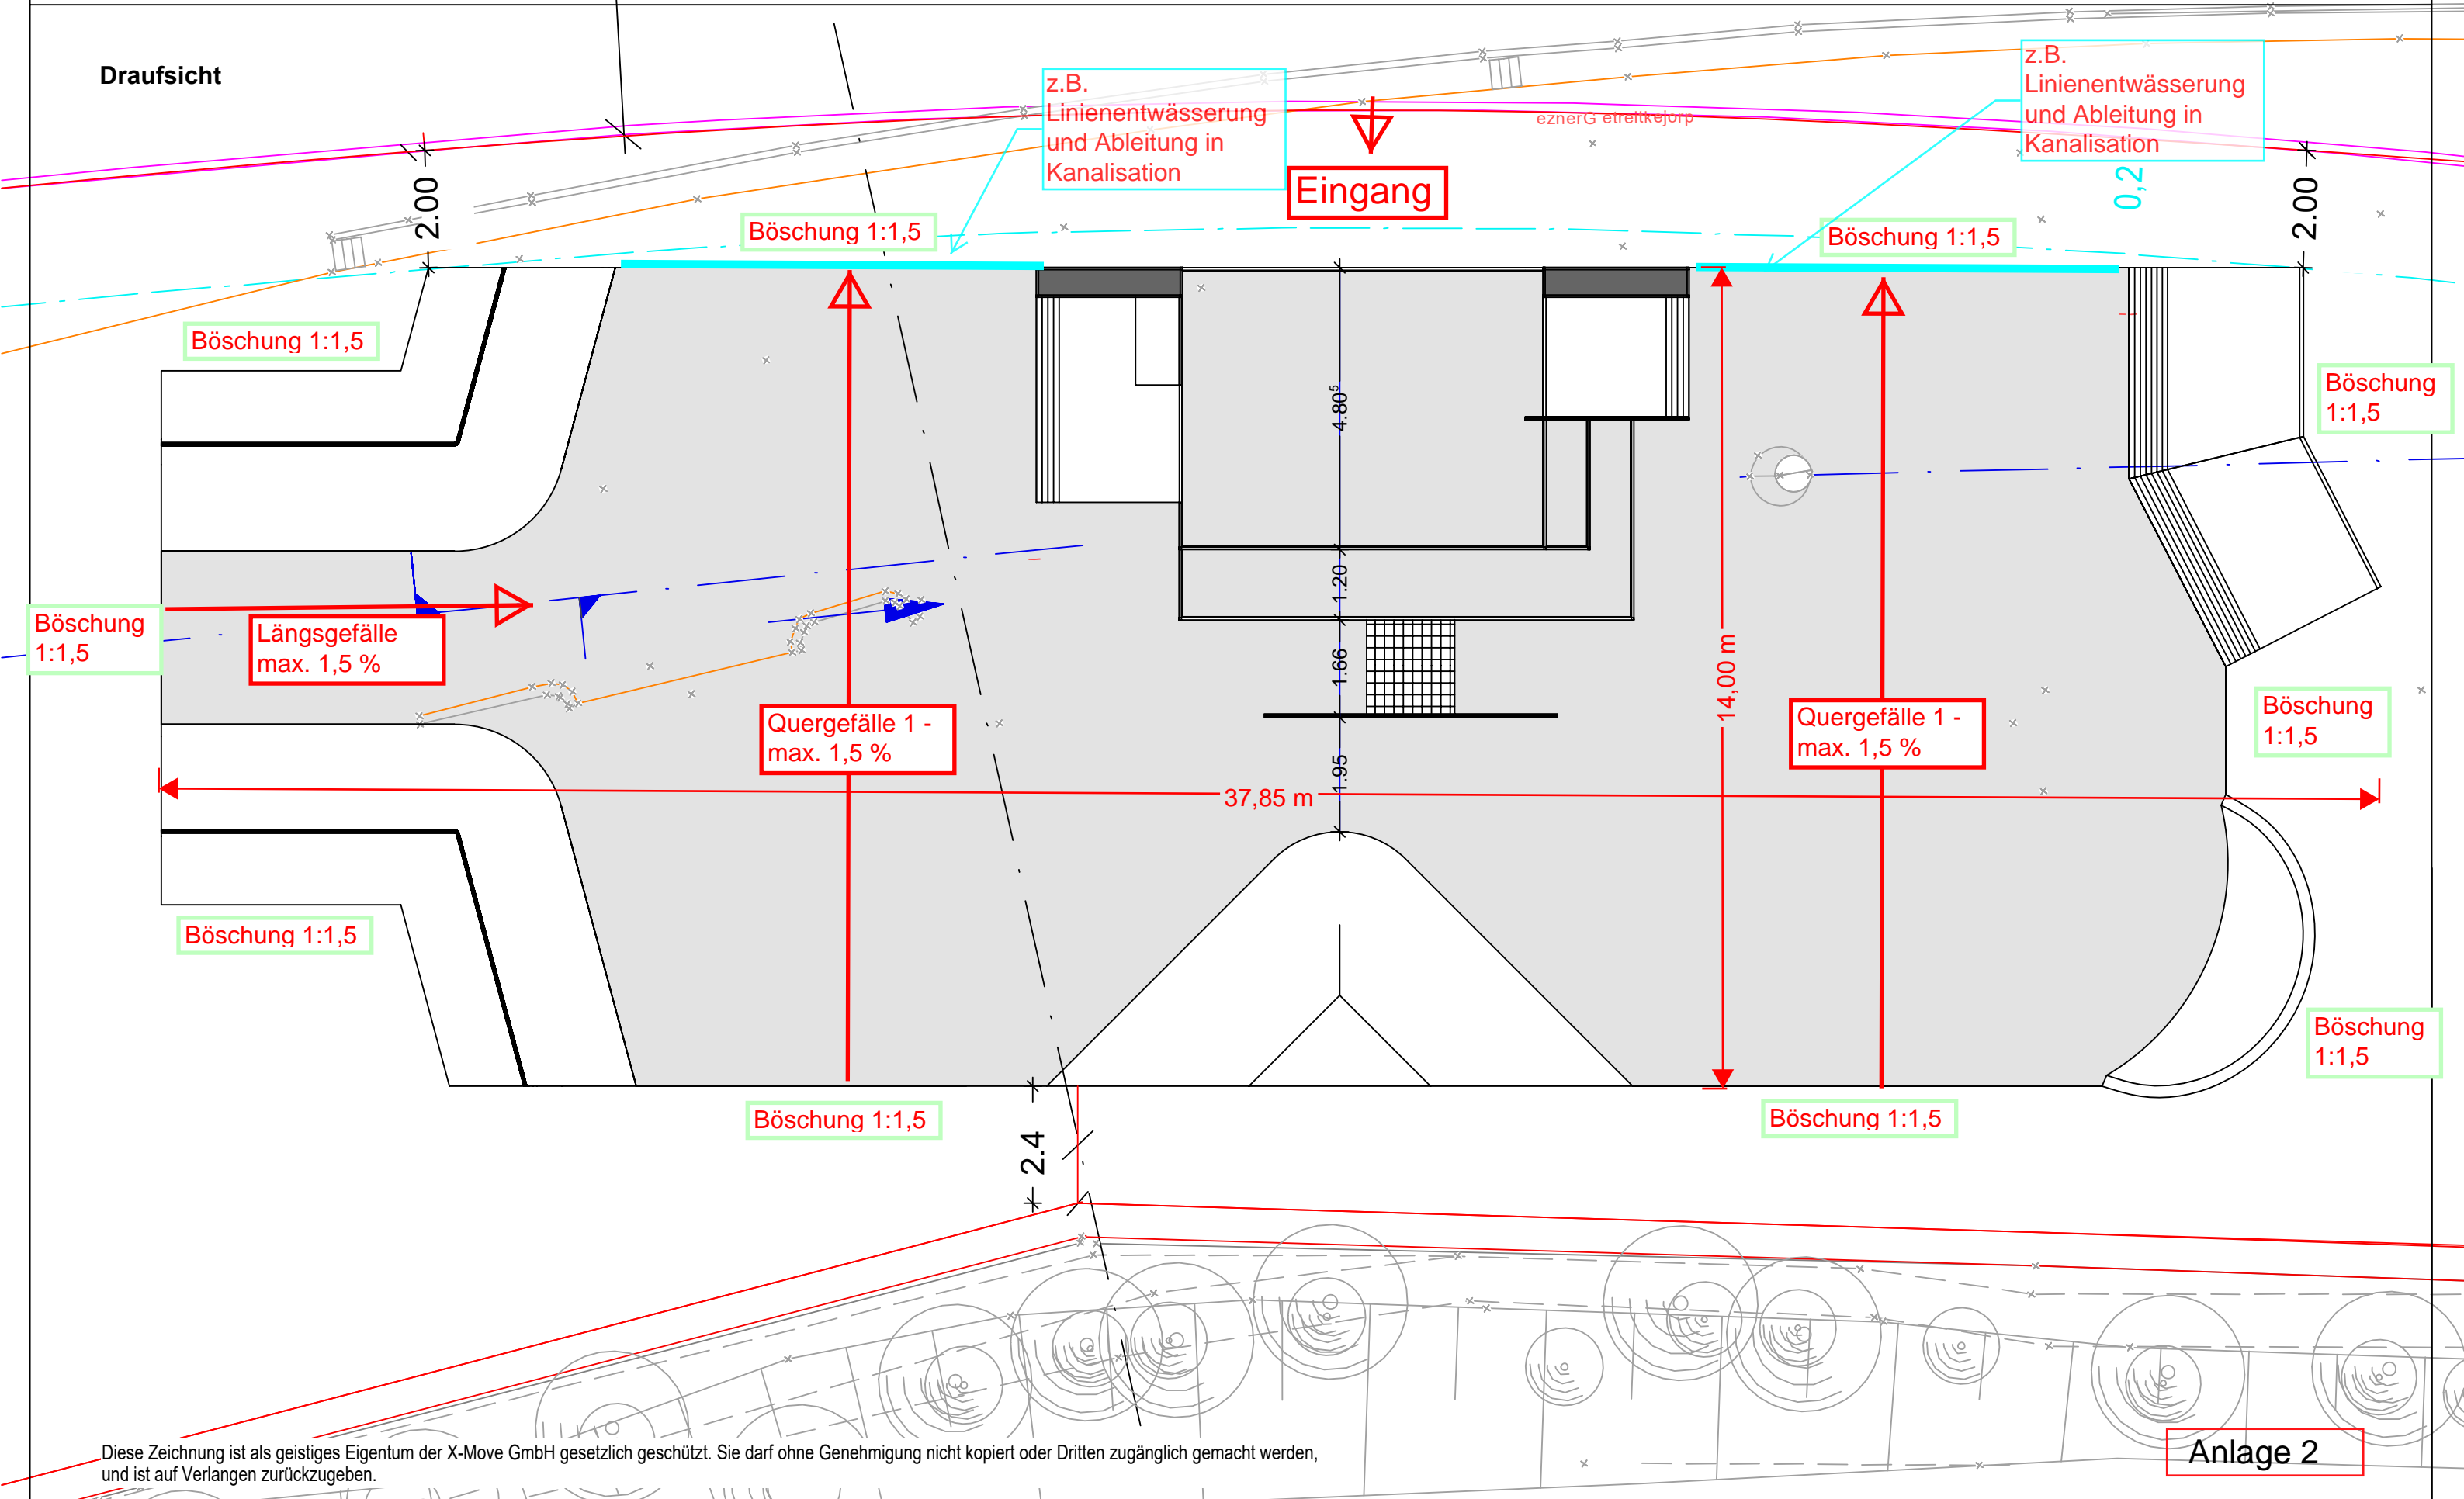 Draufsicht
z.B.
Linienentwässerung
und Ableitung in
Kanalisation
z.B.
Linienentwässerung
und Ableitung in
Kanalisation
eznerG etreitkejorp
Eingang
2.00
0,2
2.00
Böschung 1:1,5
Böschung 1:1,5
Böschung 1:1,5
Böschung
1:1,5
4.80⁵
1.20
1.66
1.95
14,00 m
Böschung
1:1,5
Längsgefälle
max. 1,5 %
Quergefälle 1 -
max. 1,5 %
Quergefälle 1 -
max. 1,5 %
Böschung
1:1,5
37,85 m
Böschung 1:1,5
Böschung
1:1,5
Böschung 1:1,5
Böschung 1:1,5
2.4
Diese Zeichnung ist als geistiges Eigentum der X-Move GmbH gesetzlich geschützt. Sie darf ohne Genehmigung nicht kopiert oder Dritten zugänglich gemacht werden,
und ist auf Verlangen zurückzugeben.
Anlage 2